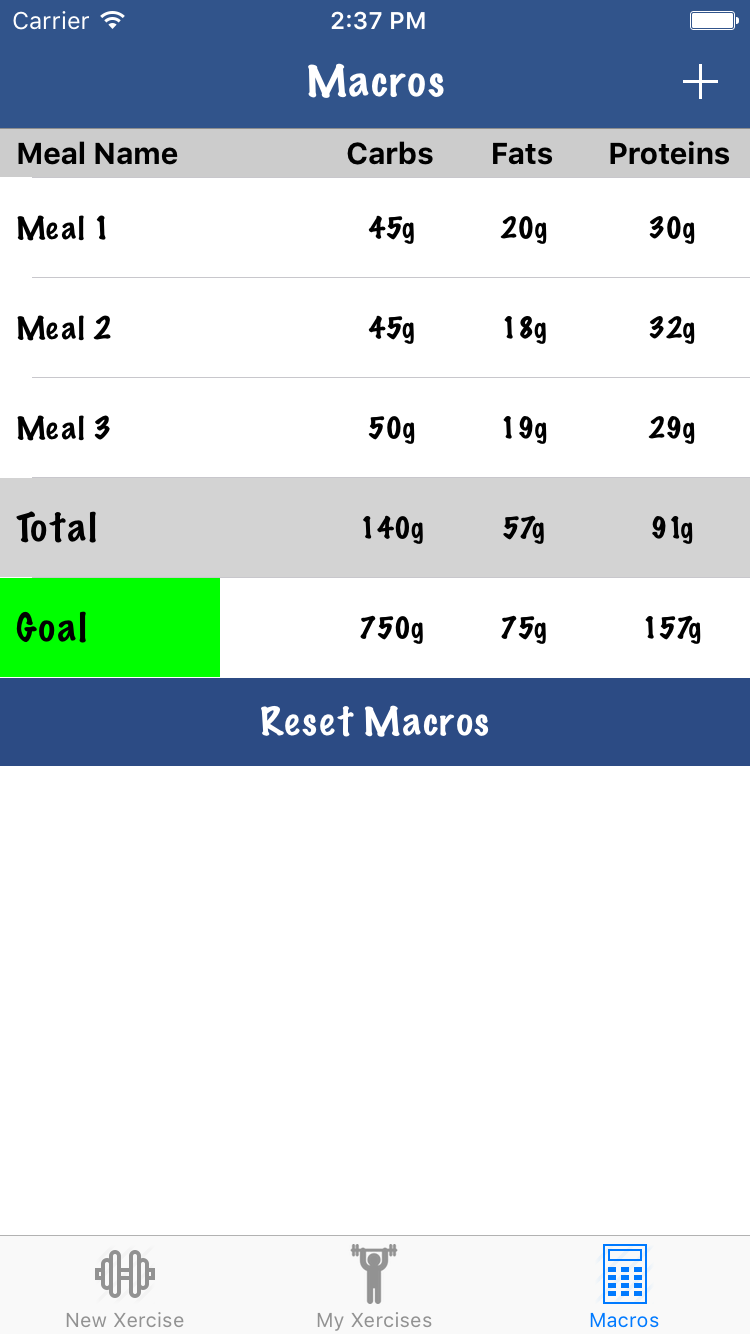 Carrier 2:37 PM
Macros
Meal Name Carbs Fats Proteins
Meal 1 45g 20g 30g
Meal 2 45g 18g 32g
Meal 3 50g 19g 29g
Total 140g 57g 91g
Goal 750g 75g 157g
Reset Macros
New Xercise My Xercises Macros